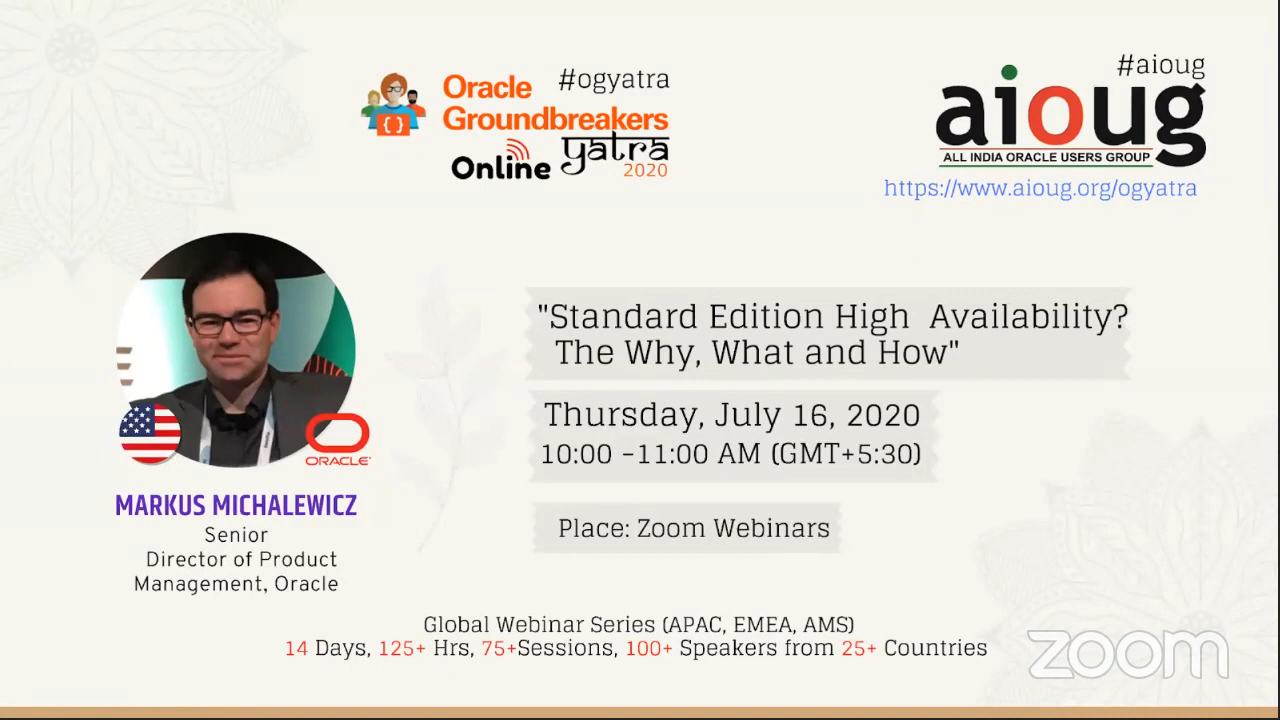 #ogyatra
Oracle
Groundbreakers
Online yatra
2020
{ }
#aioug
aioug
ALL INDIA ORACLE USERS GROUP
https://www.aioug.org/ogyatra
"Standard Edition High Availability?
The Why, What and How"
Thursday, July 16, 2020
10:00 -11:00 AM (GMT+5:30)
Place: Zoom Webinars
ORACLE
MARKUS MICHALEWICZ
Senior
Director of Product
Management, Oracle
Global Webinar Series (APAC, EMEA, AMS)
14 Days, 125+ Hrs, 75+Sessions, 100+ Speakers from 25+ Countries
zoom